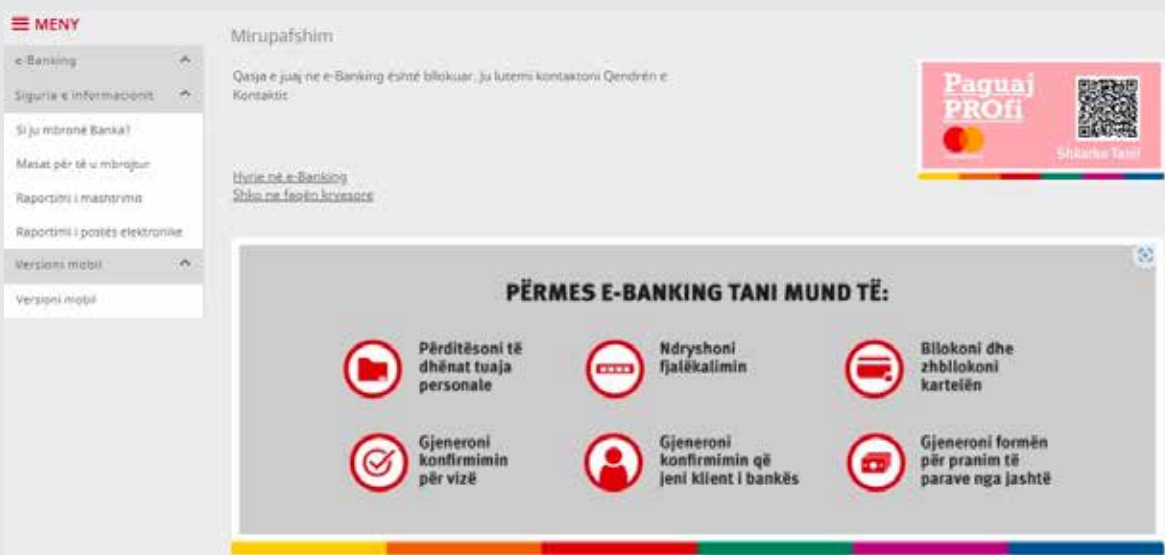 MENY
e-Banking
Siguria e informacionit
Si ju mbronë Banka?
Masat për të u mbrojtur
Raportimi i mashtrimit
Raportimi i postës elektronike
Versioni mobil
Versioni mobil
Mirupafshim
Qasja e juaj ne e-Banking është bllokuar. Ju lutemi kontaktoni Qendrën e
Kontaktit
Hyrje në e-Banking
Shko ne faqën kryesore
Paguaj
PROfi
Shkarko Tani!
PËRMES E-BANKING TANI MUND TË:
Përditësoni të
dhënat tuaja
personale
Ndryshoni
fjalëkalimin
Bllokoni dhe
zhbllokoni
kartelën
Gjeneroni
konfirmimin
për vizë
Gjeneroni
konfirmimin që
jeni klient i bankës
Gjeneroni formën
për pranim të
parave nga jashtë